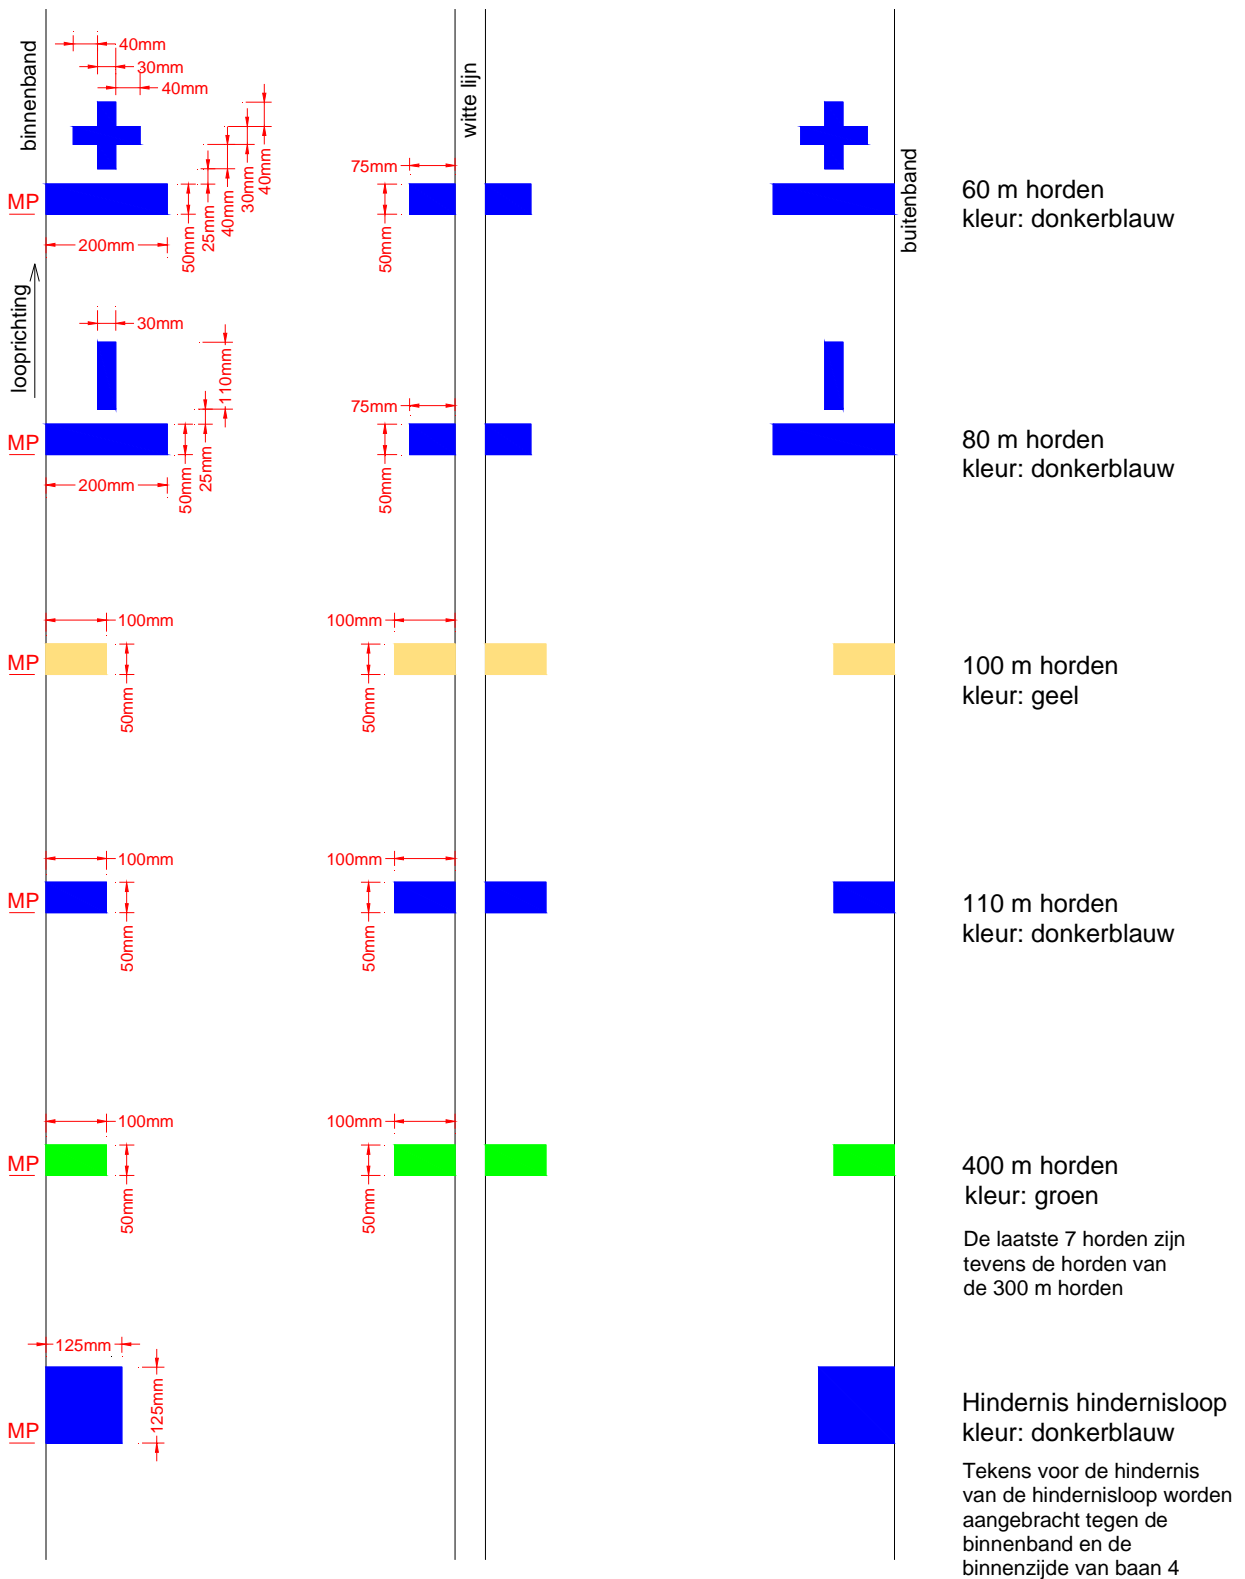 binnenband
witte lijn
buitenband
looprichting
40mm
30mm
40mm
40mm
30mm
40mm
25mm
50mm
200mm
MP
75mm
50mm
60 m horden
kleur: donkerblauw
30mm
110mm
25mm
50mm
200mm
MP
75mm
50mm
80 m horden
kleur: donkerblauw
100mm
50mm
MP
100mm
50mm
100 m horden
kleur: geel
100mm
50mm
MP
100mm
50mm
110 m horden
kleur: donkerblauw
100mm
50mm
MP
100mm
50mm
400 m horden
kleur: groen
De laatste 7 horden zijn
tevens de horden van
de 300 m horden
125mm
125mm
MP
Hindernis hindernisloop
kleur: donkerblauw
Tekens voor de hindernis
van de hindernisloop worden
aangebracht tegen de
binnenband en de
binnenzijde van baan 4